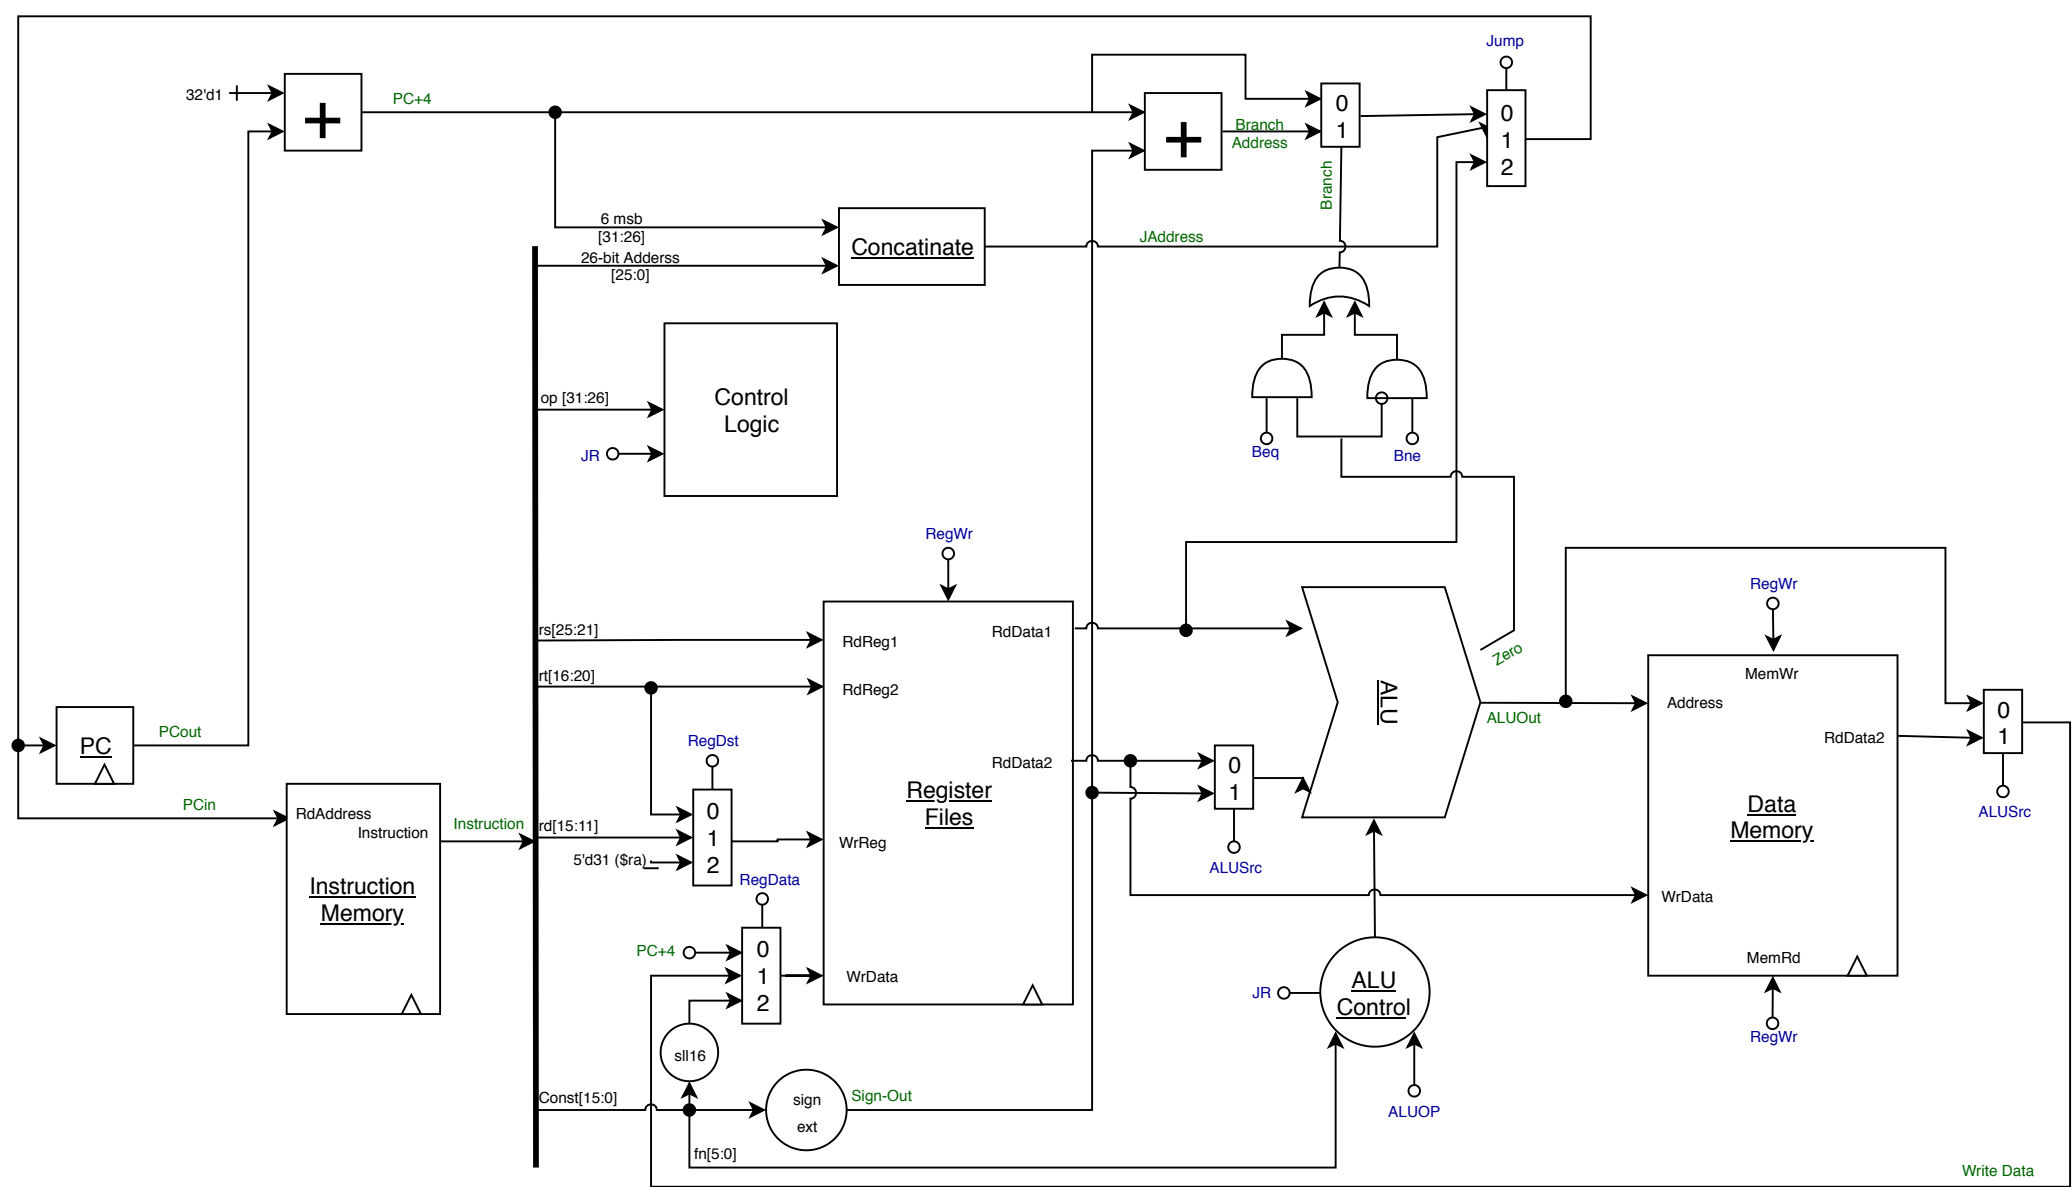 Jump
32'd1
+
PC+4
0
1
+
Branch
Address
0
1
2
Branch
6 msb
[31:26]
26-bit Adderss
[25:0]
Concatinate
JAddress
Control
Logic
op [31:26]
JR
Beq
Bne
RegWr
RegWr
rs[25:21]
RdReg1
RdData1
Zero
rt[16:20]
RdReg2
MemWr
Address
ALU
ALUOut
0
1
PC
PCout
RegDst
RdData2
RdData2
0
1
Register
Files
Data
Memory
ALUSrc
PCin
RdAddress
Instruction
Instruction
rd[15:11]
0
1
2
WrReg
5'd31 ($ra)
ALUSrc
Instruction
Memory
RegData
WrData
PC+4
0
1
2
WrData
MemRd
JR
ALU
Control
RegWr
sll16
Const[15:0]
sign
ext
Sign-Out
ALUOP
fn[5:0]
Write Data